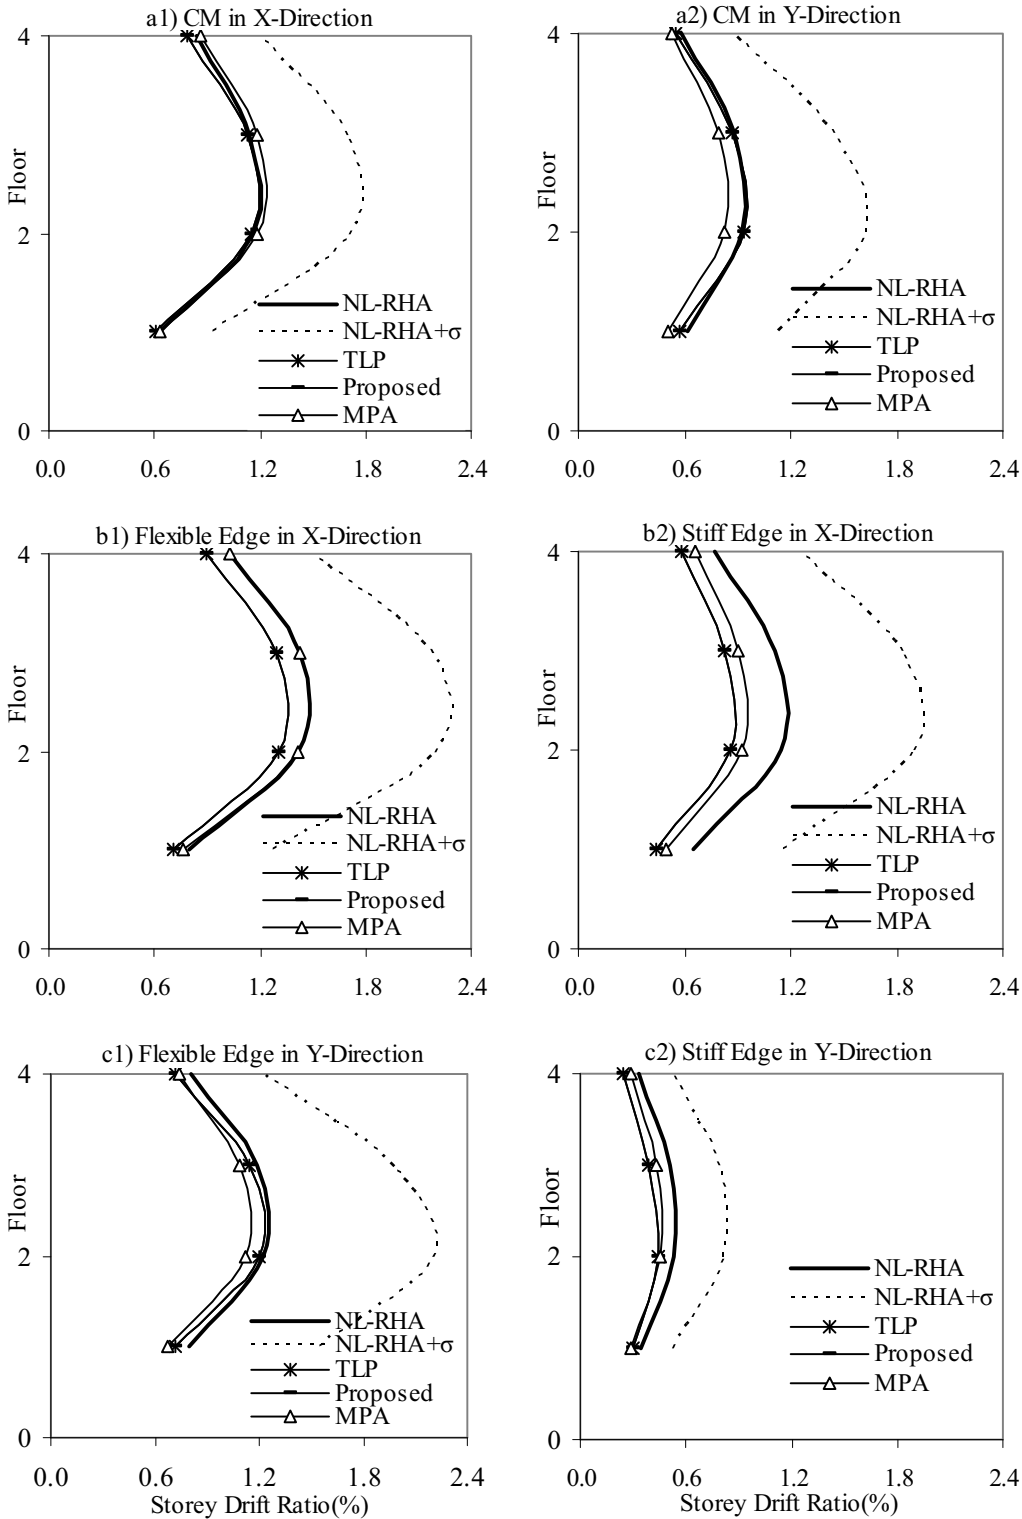 a1) CM in X-Direction
4
2
0
Floor
NL-RHA
NL-RHA+σ
TLP
Proposed
MPA
0.0 0.6 1.2 1.8 2.4
a2) CM in Y-Direction
4
2
0
Floor
NL-RHA
NL-RHA+σ
TLP
Proposed
MPA
0.0 0.6 1.2 1.8 2.4
b1) Flexible Edge in X-Direction
4
2
0
Floor
NL-RHA
NL-RHA+σ
TLP
Proposed
MPA
0.0 0.6 1.2 1.8 2.4
b2) Stiff Edge in X-Direction
4
2
0
Floor
NL-RHA
NL-RHA+σ
TLP
Proposed
MPA
0.0 0.6 1.2 1.8 2.4
c1) Flexible Edge in Y-Direction
4
2
0
Floor
NL-RHA
NL-RHA+σ
TLP
Proposed
MPA
0.0 0.6 1.2 1.8 2.4
Storey Drift Ratio(%)
c2) Stiff Edge in Y-Direction
4
2
0
Floor
NL-RHA
NL-RHA+σ
TLP
Proposed
MPA
0.0 0.6 1.2 1.8 2.4
Storey Drift Ratio(%)